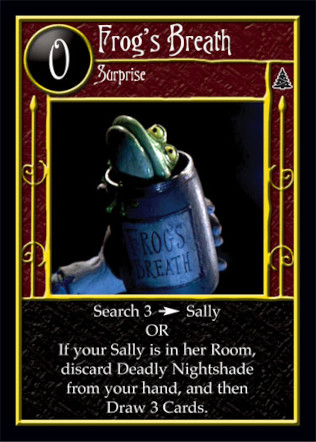 0
Frog's Breath
Surprise
FROG'S
BREATH
Search 3 → Sally
OR
If your Sally is in her Room,
discard Deadly Nightshade
from your hand, and then
Draw 3 Cards.